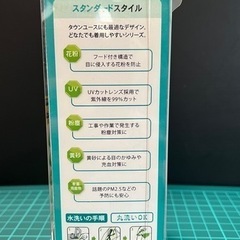 スタンダードスタイル
タウンユースにも最適なデザイン。
どなたでも着用しやすいシリーズ。
花粉
フード付き構造で
目に侵入する花粉を防止
UV
UVカットレンズ採用で
紫外線を99%カット
粉塵
工事や作業で発生する
粉塵対策に
黄砂
黄砂による目のかゆみや
充血対策に
話題のPM2.5などの
予防にも安心
水洗いの手順
丸洗いOK